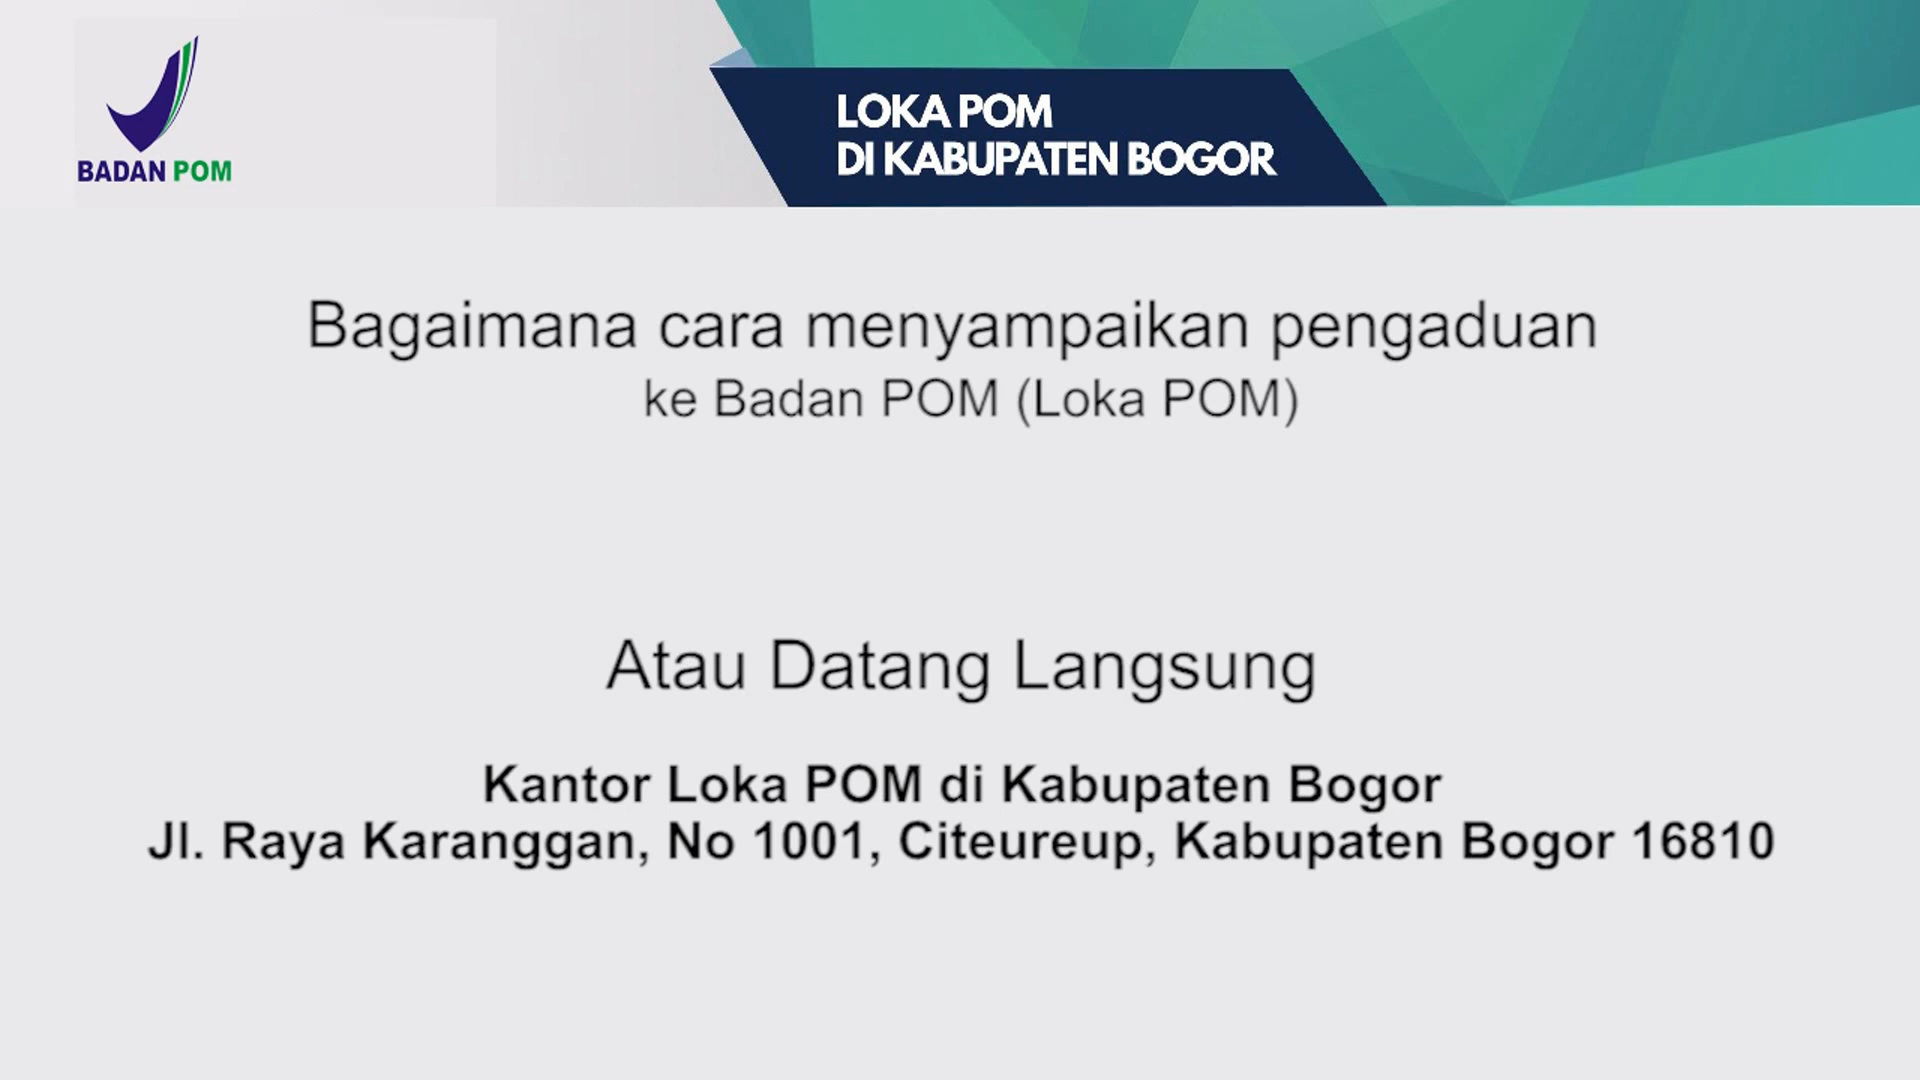 BADAN POM
LOKA POM
DI KABUPATEN BOGOR
Bagaimana cara menyampaikan pengaduan
ke Badan POM (Loka POM)
Atau Datang Langsung
Kantor Loka POM di Kabupaten Bogor
Jl. Raya Karanggan, No 1001, Citeureup, Kabupaten Bogor 16810